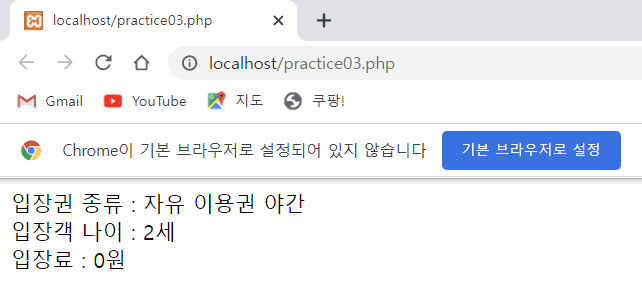 localhost/practice03.php
localhost/practice03.php
Gmail YouTube 지도 쿠팡!
Chrome이 기본 브라우저로 설정되어 있지 않습니다 기본 브라우저로 설정
입장권 종류 : 자유 이용권 야간
입장객 나이 : 2세
입장료 : 0원